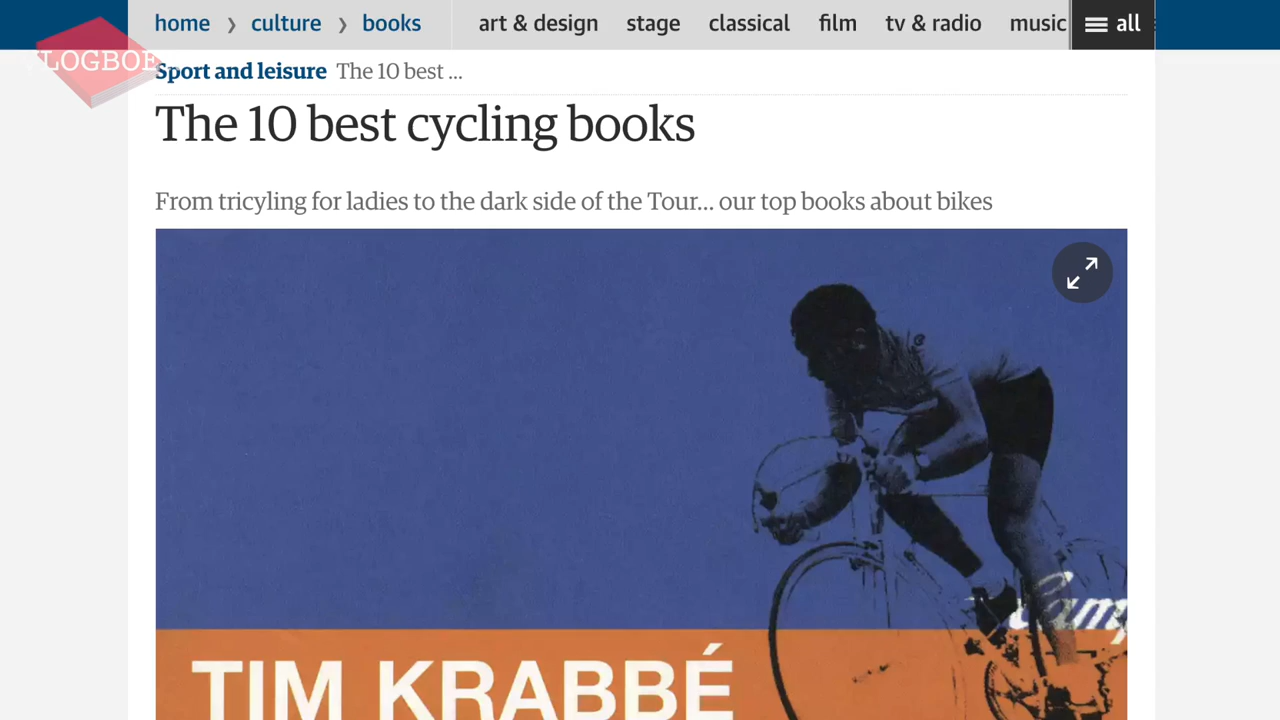 home › culture › books art & design stage classical film tv & radio music all
LOGBOE
Sport and leisure The 10 best ...
The 10 best cycling books
From tricyling for ladies to the dark side of the Tour... our top books about bikes
Camp
TIM KRABBÉ